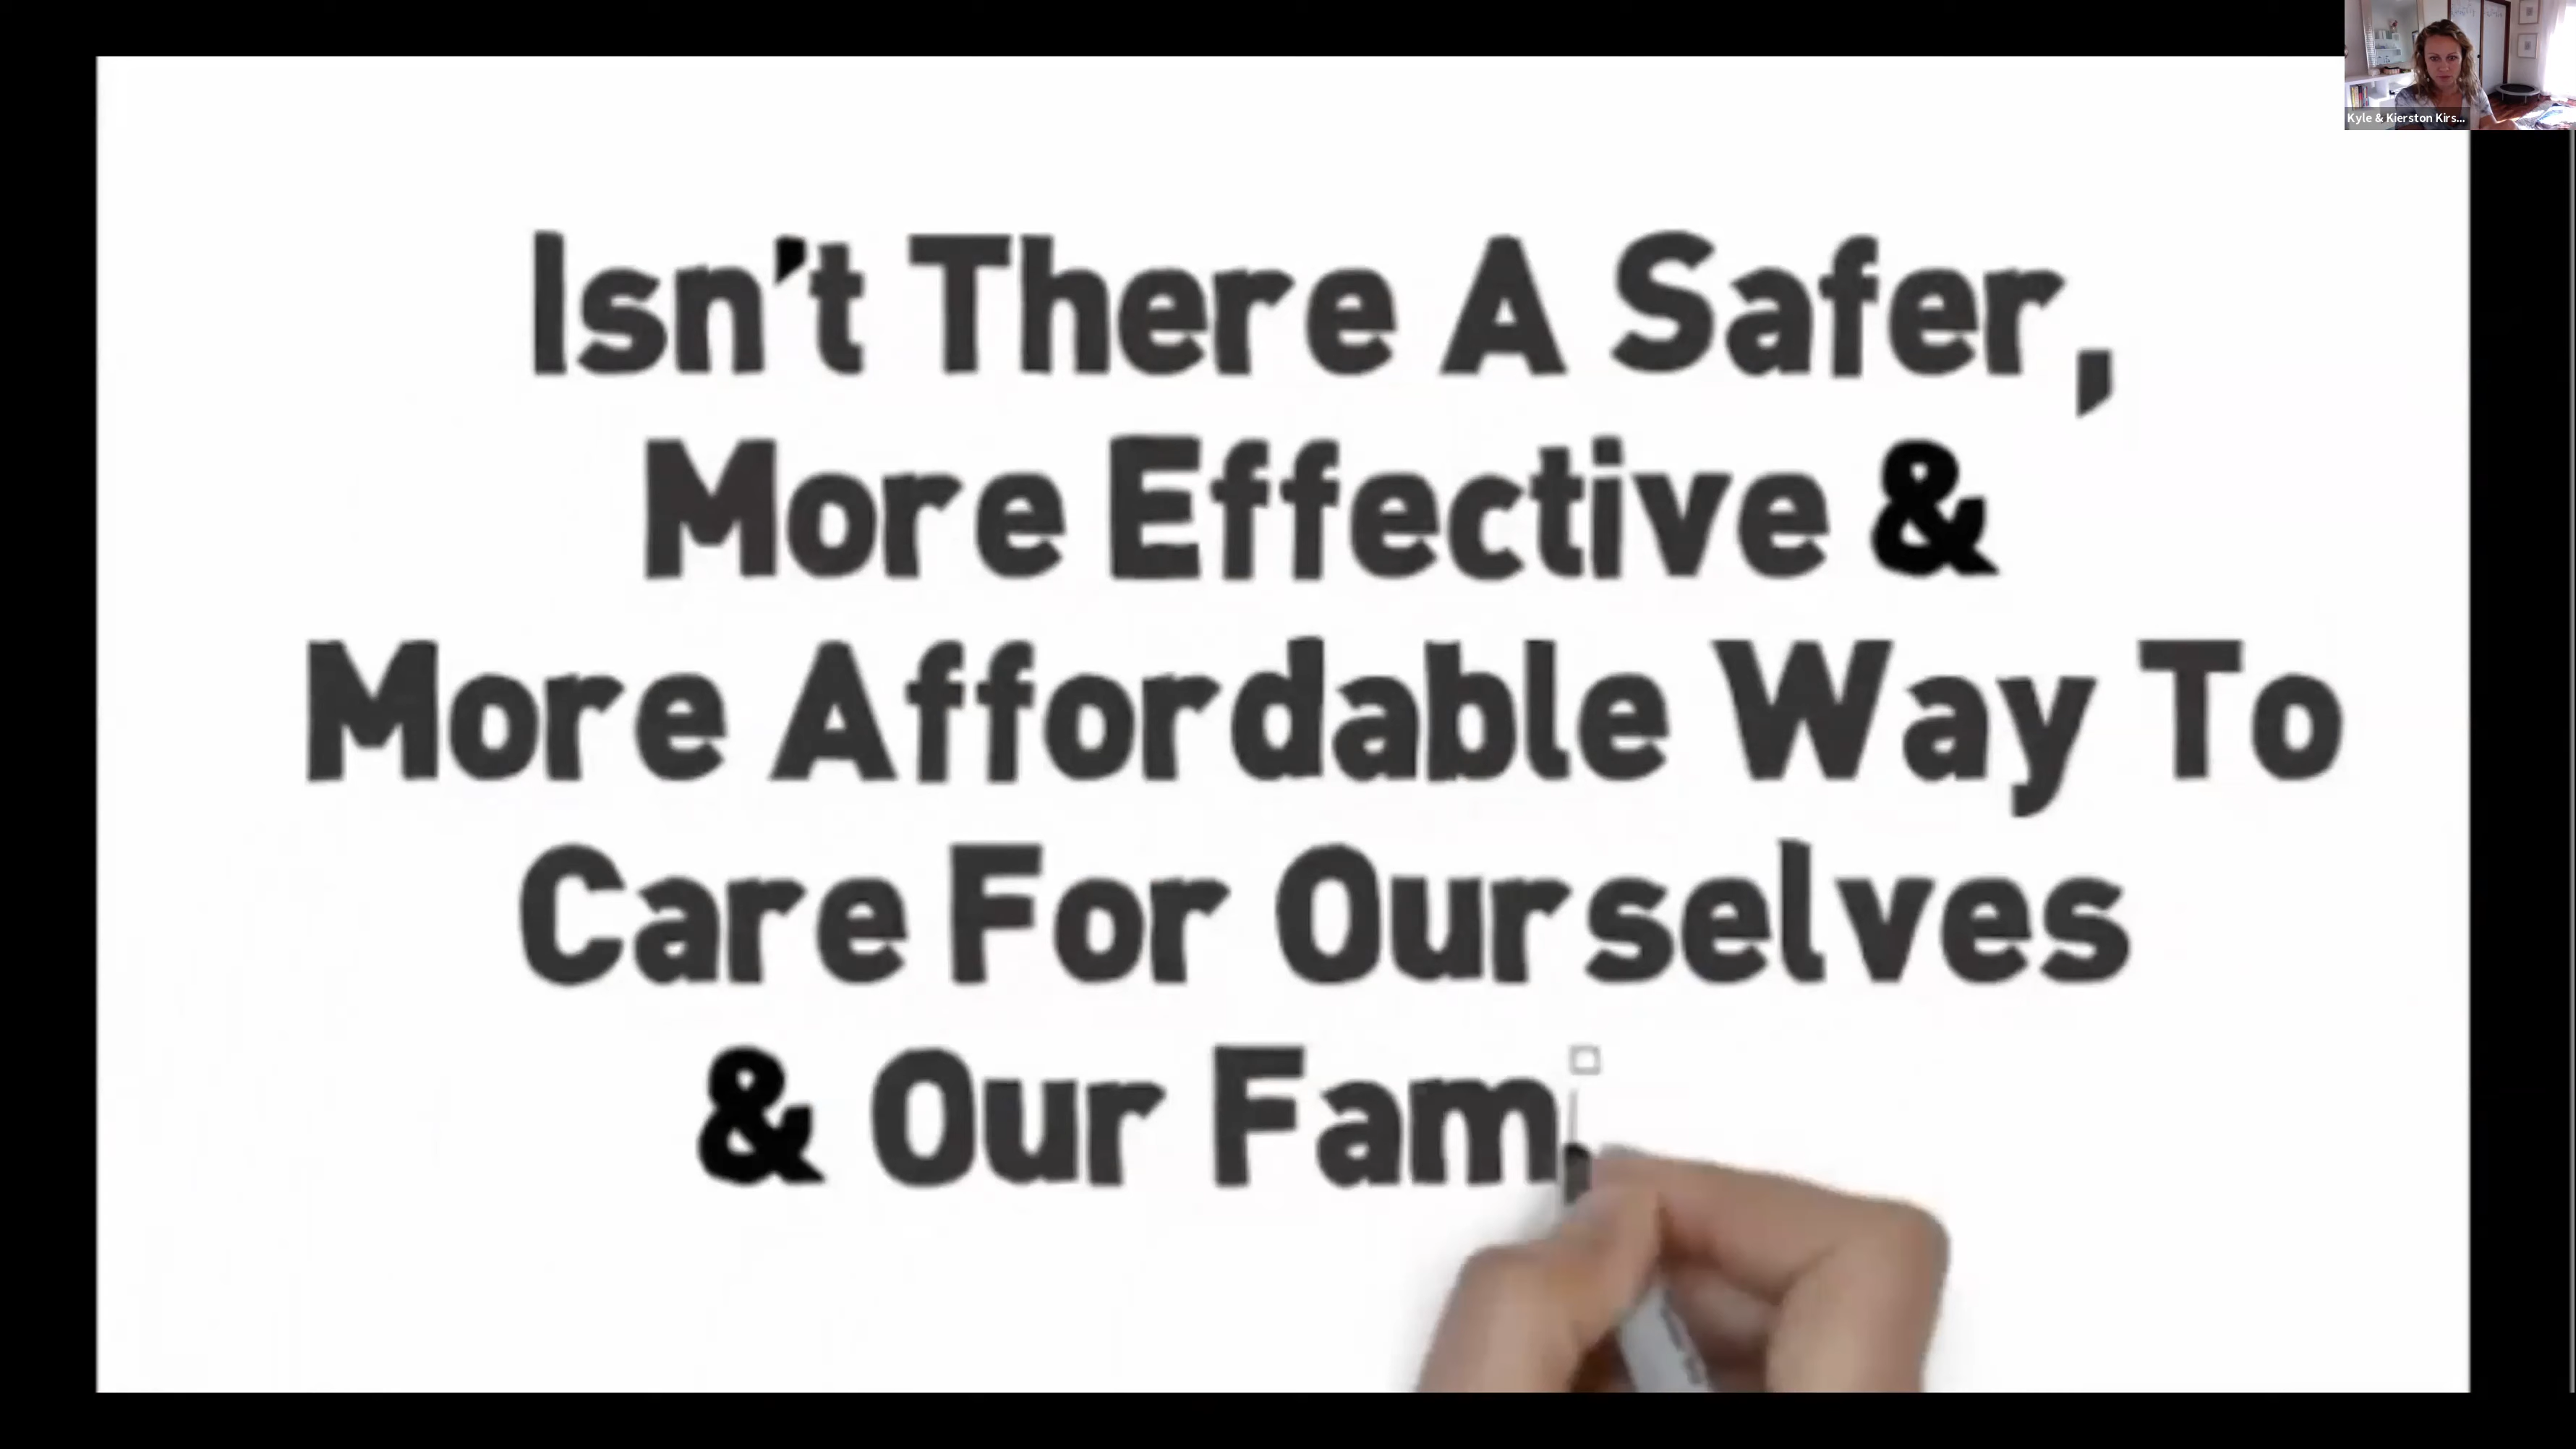 Kyle & Kierston Kirs...
Isn't There A Safer,
More Effective &
More Affordable Way To
Care For Ourselves
& Our Fam